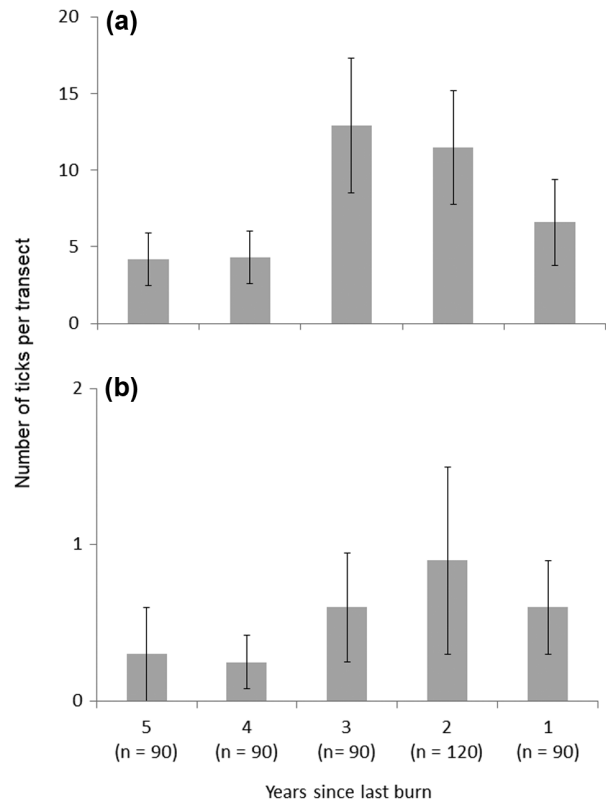 (a)
20
15
10
5
0
Number of ticks per transect
(b)
2
1
0
5 4 3 2 1
(n = 90) (n = 90) (n= 90) (n = 120) (n = 90)
Years since last burn